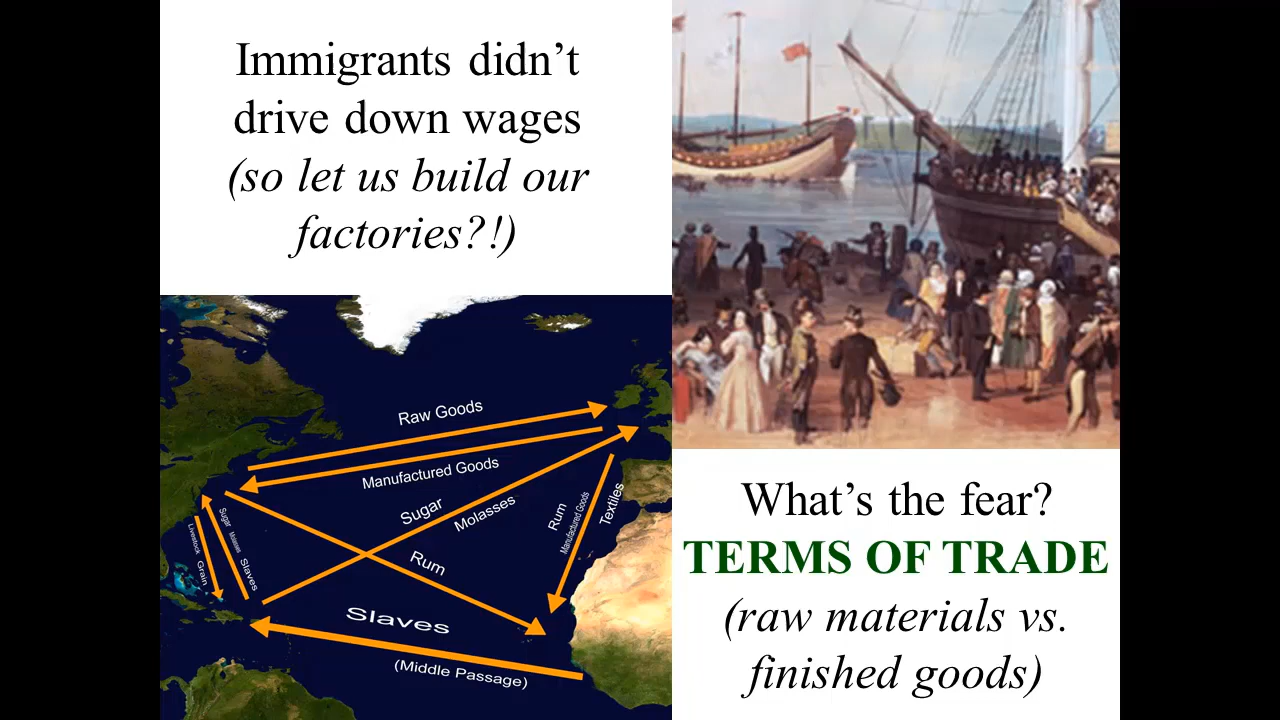 Immigrants didn’t
drive down wages
(so let us build our
factories?!)
Raw Goods
Manufactured Goods
Sugar
Molasses
Rum
Manufactured Goods
Textiles
Livestock
Grain
Sugar
Molasses
Slaves
Rum
Slaves
(Middle Passage)
What’s the fear?
TERMS OF TRADE
(raw materials vs.
finished goods)